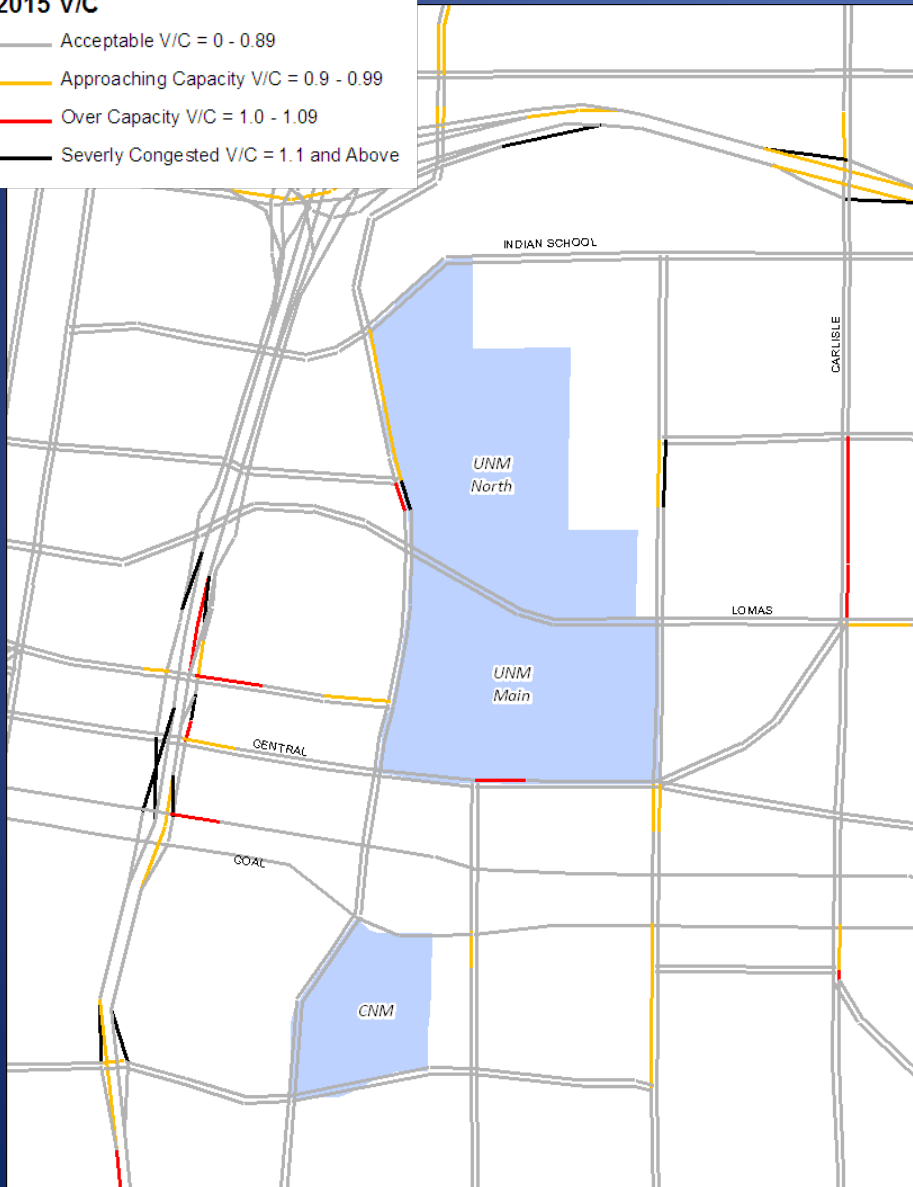 2015 V/C
Acceptable V/C = 0 - 0.89
Approaching Capacity V/C = 0.9 - 0.99
Over Capacity V/C = 1.0 - 1.09
Severly Congested V/C = 1.1 and Above
INDIAN SCHOOL
CARLISLE
UNM
North
LOMAS
UNM
Main
CENTRAL
COAL
CNM